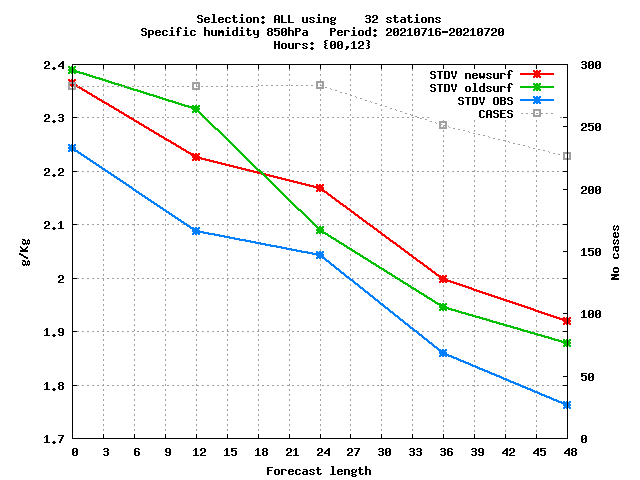 Selection: ALL using    32 stations
Specific humidity 850hPa   Period: 20210716-20210720
Hours: {00,12}
STDV newsurf
STDV oldsurf
STDV OBS
CASES
2.4
2.3
2.2
2.1
2
1.9
1.8
1.7
g/Kg
300
250
200
150
100
50
0
No cases
0 3 6 9 12 15 18 21 24 27 30 33 36 39 42 45 48
Forecast length